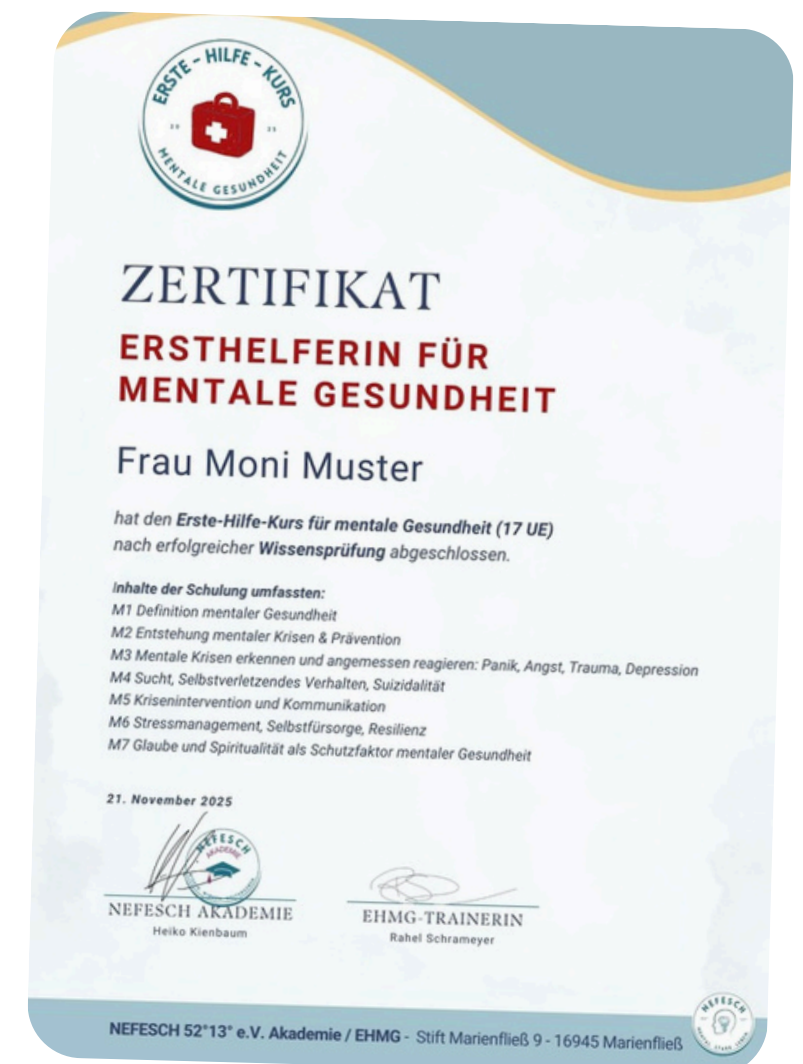 ERSTE - HILFE - KURS
20 25
MENTALE GESUNDHEIT
ZERTIFIKAT
ERSTHELFERIN FÜR
MENTALE GESUNDHEIT
Frau Moni Muster
hat den Erste-Hilfe-Kurs für mentale Gesundheit (17 UE)
nach erfolgreicher Wissensprüfung abgeschlossen.
Inhalte der Schulung umfassten:
M1 Definition mentaler Gesundheit
M2 Entstehung mentaler Krisen & Prävention
M3 Mentale Krisen erkennen und angemessen reagieren: Panik, Angst, Trauma, Depression
M4 Sucht, Selbstverletzendes Verhalten, Suizidalität
M5 Krisenintervention und Kommunikation
M6 Stressmanagement, Selbstfürsorge, Resilienz
M7 Glaube und Spiritualität als Schutzfaktor mentaler Gesundheit
21. November 2025
NEFESCH
AKADEMIE
NEFESCH AKADEMIE
Heiko Kienbaum
EHMG-TRAINERIN
Rahel Schrameyer
NEFESCH 52°13° e.V. Akademie / EHMG - Stift Marienfließ 9 - 16945 Marienfließ
NEFESCH